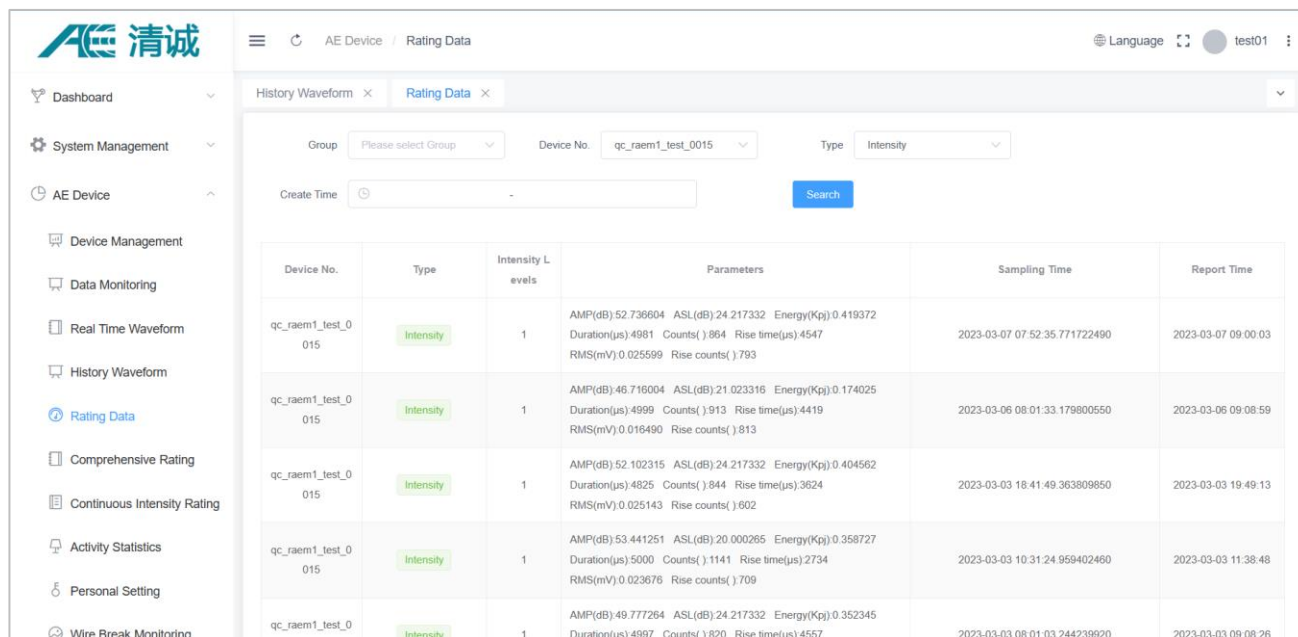 AE 清诚
AE Device / Rating Data
Language
test01
Dashboard
System Management
AE Device
Device Management
Data Monitoring
Real Time Waveform
History Waveform
Rating Data
Comprehensive Rating
Continuous Intensity Rating
Activity Statistics
Personal Setting
Wire Break Monitoring
History Waveform ×
Rating Data ×
Group Please select Group
Device No. qc_raem1_test_0015
Type Intensity
Create Time -
Search
Device No.
Type
Intensity L
evels
Parameters
Sampling Time
Report Time
qc_raem1_test_0
015
Intensity
1
AMP(dB):52.736604 ASL(dB):24.217332 Energy(Kpj):0.419372
Duration(μs):4981 Counts( ):864 Rise time(μs):4547
RMS(mV):0.025599 Rise counts( ):793
2023-03-07 07:52:35.771722490
2023-03-07 09:00:03
qc_raem1_test_0
015
Intensity
1
AMP(dB):46.716004 ASL(dB):21.023316 Energy(Kpj):0.174025
Duration(μs):4999 Counts( ):913 Rise time(μs):4419
RMS(mV):0.016490 Rise counts( ):813
2023-03-06 08:01:33.179800550
2023-03-06 09:08:59
qc_raem1_test_0
015
Intensity
1
AMP(dB):52.102315 ASL(dB):24.217332 Energy(Kpj):0.404562
Duration(μs):4825 Counts( ):844 Rise time(μs):3624
RMS(mV):0.025143 Rise counts( ):602
2023-03-03 18:41:49.363809850
2023-03-03 19:49:13
qc_raem1_test_0
015
Intensity
1
AMP(dB):53.441251 ASL(dB):20.000265 Energy(Kpj):0.358727
Duration(μs):5000 Counts( ):1141 Rise time(μs):2734
RMS(mV):0.023676 Rise counts( ):709
2023-03-03 10:31:24.959402460
2023-03-03 11:38:48
qc_raem1_test_0
Intensity
1
AMP(dB):49.777264 ASL(dB):24.217332 Energy(Kpj):0.352345
Duration(μs):4997 Counts( ):820 Rise time(μs):4557
2023-03-03 08:01:03.244239920
2023-03-03 09:08:26